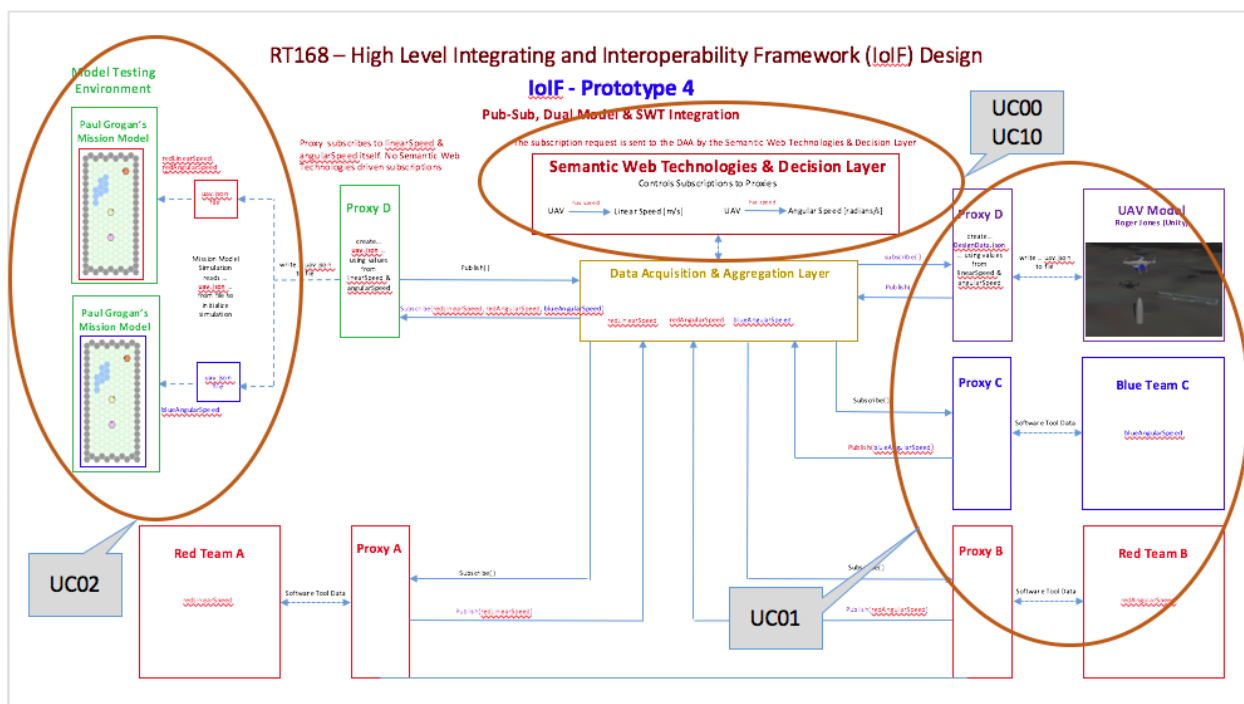 RT168 – High Level Integrating and Interoperability Framework (IoIF) Design
IoIF - Prototype 4
Pub-Sub, Dual Model & SWT Integration
The subscription request is sent to the DAA by the Semantic Web Technologies & Decision Layer
Semantic Web Technologies & Decision Layer
Controls Subscriptions to Proxies
UAV
has speed
Linear Speed [m/s]
UAV
has speed
Angular Speed [radians/s]
UC00
UC10
Model Testing
Environment
Paul Grogan's
Mission Model
redLinearSpeed,
redAngularSpeed
uav.json
file
Mission Model
Simulation
reads ...
uav.json ...
from file to
initialize
simulation
Paul Grogan's
Mission Model
uav.json
file
blueAngularSpeed
UC02
Proxy subscribes to linearSpeed &
angularSpeed itself. No Semantic Web
Technologies driven subscriptions
write ... uav.json
to file
Proxy D
create...
uav.json ...
using values
from
linearSpeed &
angularSpeed
Publish()
Subscribe(redLinearSpeed, redAngularSpeed, blueAngularSpeed)
Data Acquisition & Aggregation Layer
redLinearSpeed
redAngularSpeed
blueAngularSpeed
subscribe()
Publish
Proxy D
create ...
DesignData.json
... using values
from
linearSpeed &
angularSpeed
write ... uav.json
to file
UAV Model
Roger Jones (Unity)
Subscribe()
Publish(blueAngularSpeed)
Proxy C
Software Tool Data
Blue Team C
blueAngularSpeed
Red Team A
redLinearSpeed
Software Tool Data
Proxy A
Subscribe()
Publish(redLinearSpeed)
UC01
Subscribe()
Publish(redAngularSpeed)
Proxy B
Software Tool Data
Red Team B
redAngularSpeed